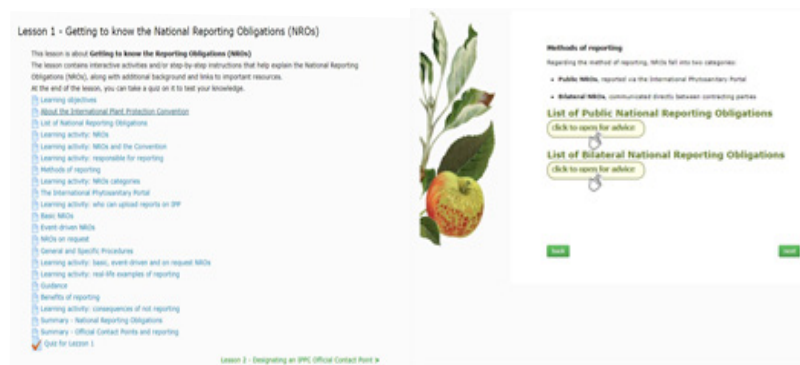 Lesson 1 - Getting to know the National Reporting Obligations (NROs)
This lesson is about Getting to know the Reporting Obligations (NROs)
The lesson contains interactive activities and/or step-by-step instructions that help explain the National Reporting
Obligations (NROs), along with additional background and links to important resources.
At the end of the lesson, you can take a quiz on it to test your knowledge.
Learning objectives
About the International Plant Protection Convention
List of National Reporting Obligations
Learning activity: NROs
Learning activity: NROs and the Convention
Learning activity: responsible for reporting
Methods of reporting
Learning activity: NROs categories
The International Phytosanitary Portal
Learning activity: who can upload reports on IPP
Basic NROs
Event-driven NROs
NROs on request
General and Specific Procedures
Learning activity: basic, event-driven and on request NROs
Learning activity: real-life examples of reporting
Guidance
Benefits of reporting
Learning activity: consequences of not reporting
Summary - National Reporting Obligations
Summary - Official Contact Points and reporting
Quiz for Lesson 1
Lesson 2 - Designating an IPPC Official Contact Point >
Methods of reporting
Regarding the method of reporting, NROs fall into two categories:
• Public NROs, reported via the International Phytosanitary Portal
• Bilateral NROs, communicated directly between contracting parties
List of Public National Reporting Obligations
click to open for advice
List of Bilateral National Reporting Obligations
click to open for advice
back
next